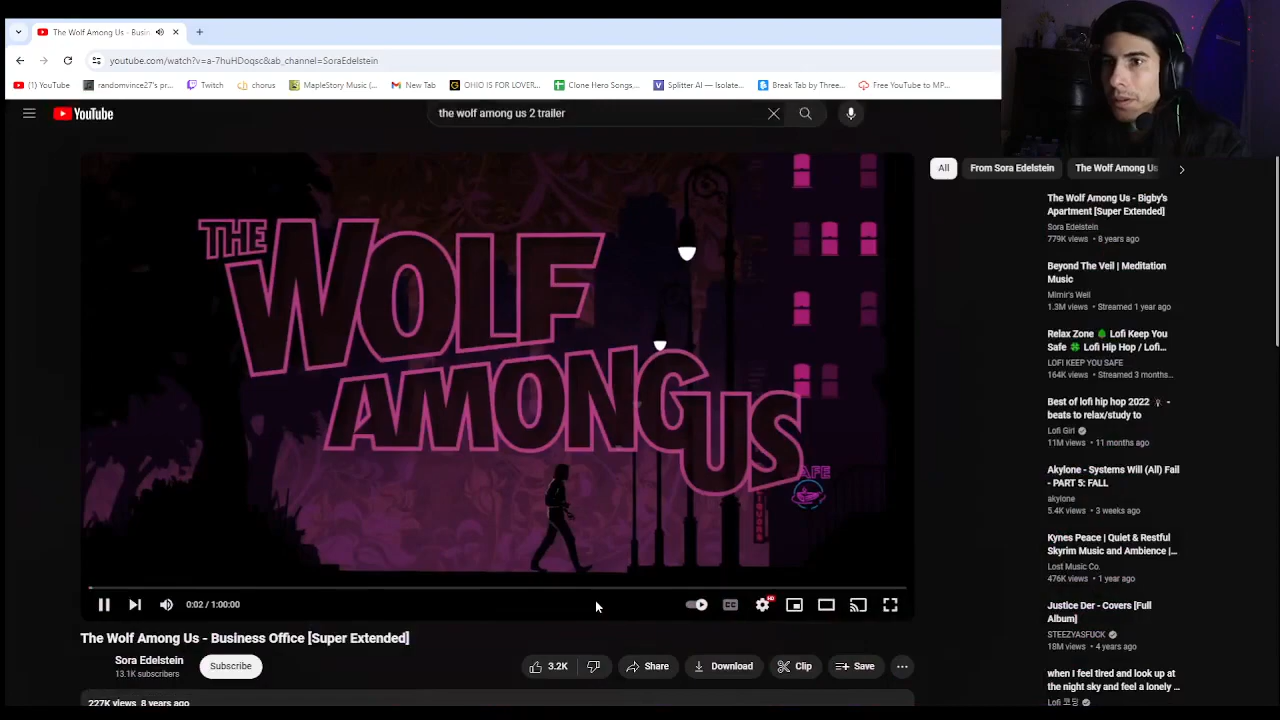 The Wolf Among Us - Busin
youtube.com/watch?v=a-7huHDoqsc&ab_channel=SoraEdelstein
(1) YouTube
randomvince27's pr...
Twitch
chorus
MapleStory Music (...
New Tab
OHIO IS FOR LOVER...
Clone Hero Songs,...
Splitter AI — Isolate...
Break Tab by Three...
Free YouTube to MP...
YouTube
the wolf among us 2 trailer
THE
WOLF
AMONG
US
AFE
LIQUORS
HD
0:02 / 1:00:00
The Wolf Among Us - Business Office [Super Extended]
Sora Edelstein
13.1K subscribers
Subscribe
3.2K
Share
Download
Clip
Save
227K views 8 years ago
All
From Sora Edelstein
The Wolf Among Us
The Wolf Among Us - Bigby's
Apartment [Super Extended]
Sora Edelstein
779K views • 8 years ago
Beyond The Veil | Meditation
Music
Mimir's Well
1.3M views • Streamed 1 year ago
Relax Zone 🌲 Lofi Keep You
Safe 🍀 Lofi Hip Hop / Lofi...
LOFI KEEP YOU SAFE
164K views • Streamed 3 months...
Best of lofi hip hop 2022 -
beats to relax/study to
Lofi Girl
11M views • 11 months ago
Akylone - Systems Will (All) Fail
- PART 5: FALL
akylone
5.4K views • 3 weeks ago
Kynes Peace | Quiet & Restful
Skyrim Music and Ambience |...
Lost Music Co.
476K views • 1 year ago
Justice Der - Covers [Full
Album]
STEEZYASFUCK
18M views • 4 years ago
when I feel tired and look up at
the night sky and feel a lonely ...
Lofi 코딩